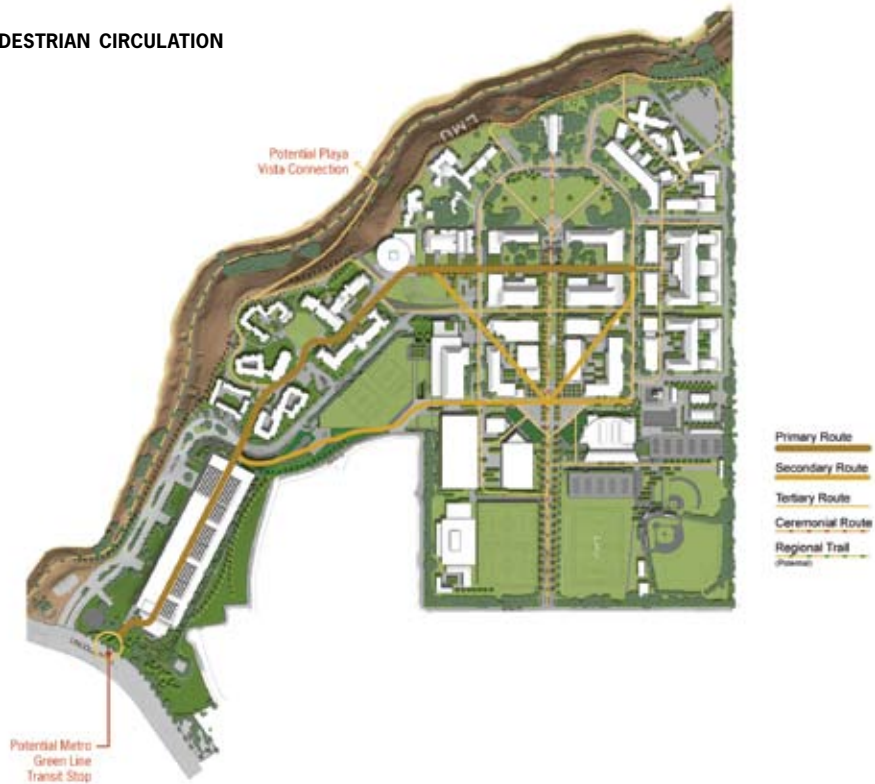 DESTRIAN CIRCULATION
LMU
Potential Playa
Vista Connection
Primary Route
Secondary Route
Tertiary Route
Ceremonial Route
Regional Trail
(Potential)
LMU
Potential Metro
Green Line
Transit Stop